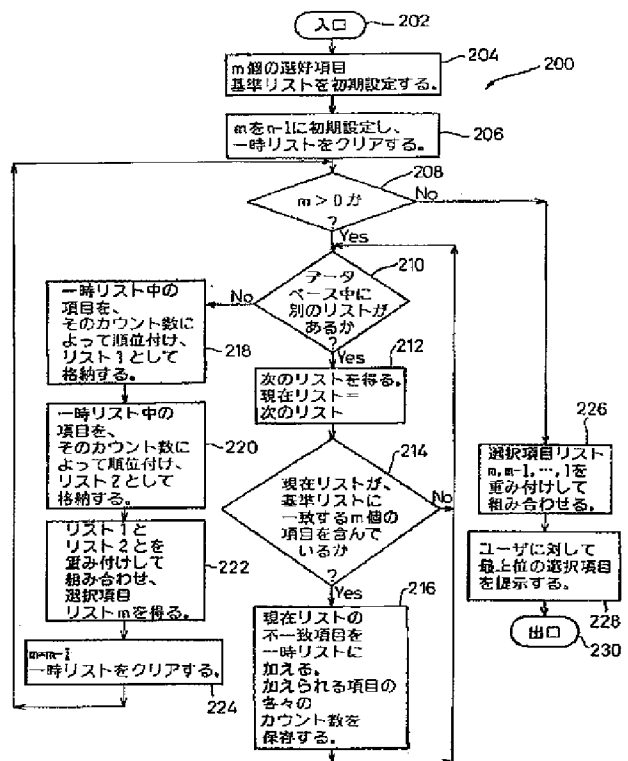 入口
202
m個の選好項目
基準リストを初期設定する。
204
200
mをn-1に初期設定し、
一時リストをクリアする。
206
208
m > 0 か
?
No
Yes
210
データ
ベース中に
別のリストが
あるか
?
No
Yes
一時リスト中の
項目を、
そのカウント数に
よって順位付け、
リスト1として
格納する。
218
212
次のリストを得る。
現在リスト=
次のリスト
一時リスト中の
項目を、
そのカウント数に
よって順位付け、
リスト2として
格納する。
220
214
現在リストが、
基準リストに
一致するm個の
項目を含んで
いるか
?
No
Yes
226
選択項目リスト
m,m-1,…,1を
重み付けして
組み合わせる。
リスト1と
リスト2とを
重み付けして
組み合わせ、
選択項目
リストmを得る。
222
216
現在リストの
不一致項目を
一時リストに
加える。
加えられる項目の
各々の
カウント数を
保存する。
ユーザに対して
最上位の選択項目
を提示する。
228
m=m-1
一時リストをクリアする。
224
出口
230